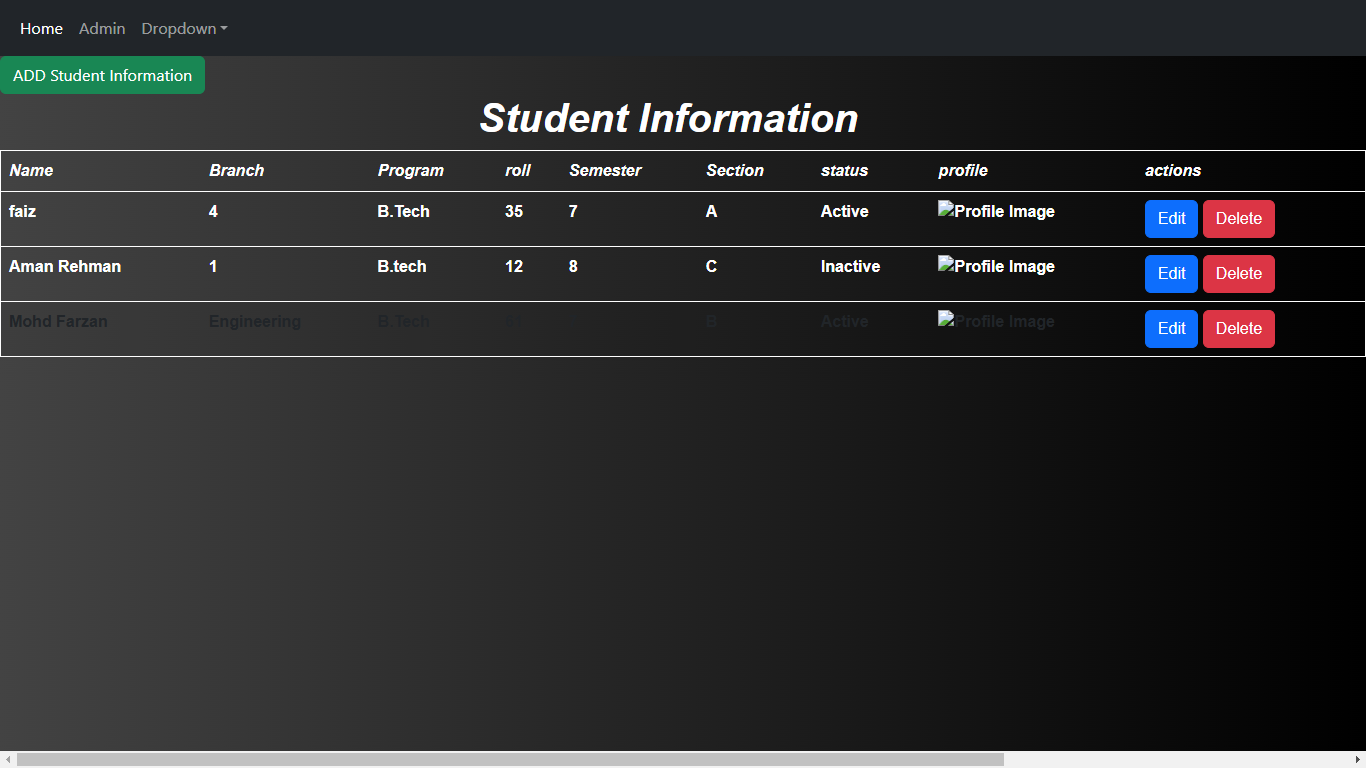 Home Admin Dropdown
ADD Student Information
Student Information
Name Branch Program roll Semester Section status profile actions
faiz 4 B.Tech 35 7 A Active Profile Image Edit Delete
Aman Rehman 1 B.tech 12 8 C Inactive Profile Image Edit Delete
Mohd Farzan Engineering B.Tech B Active Profile Image Edit Delete